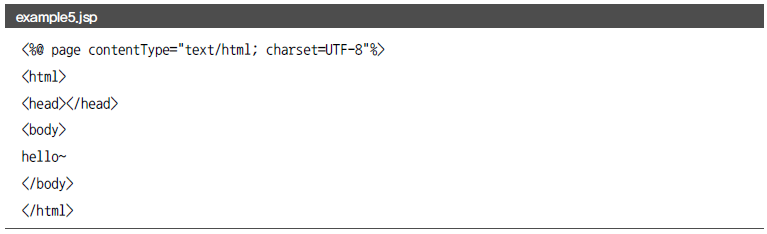 example5.jsp
<%@ page contentType="text/html; charset=UTF-8"%>
<html>
<head></head>
<body>
hello~
</body>
</html>